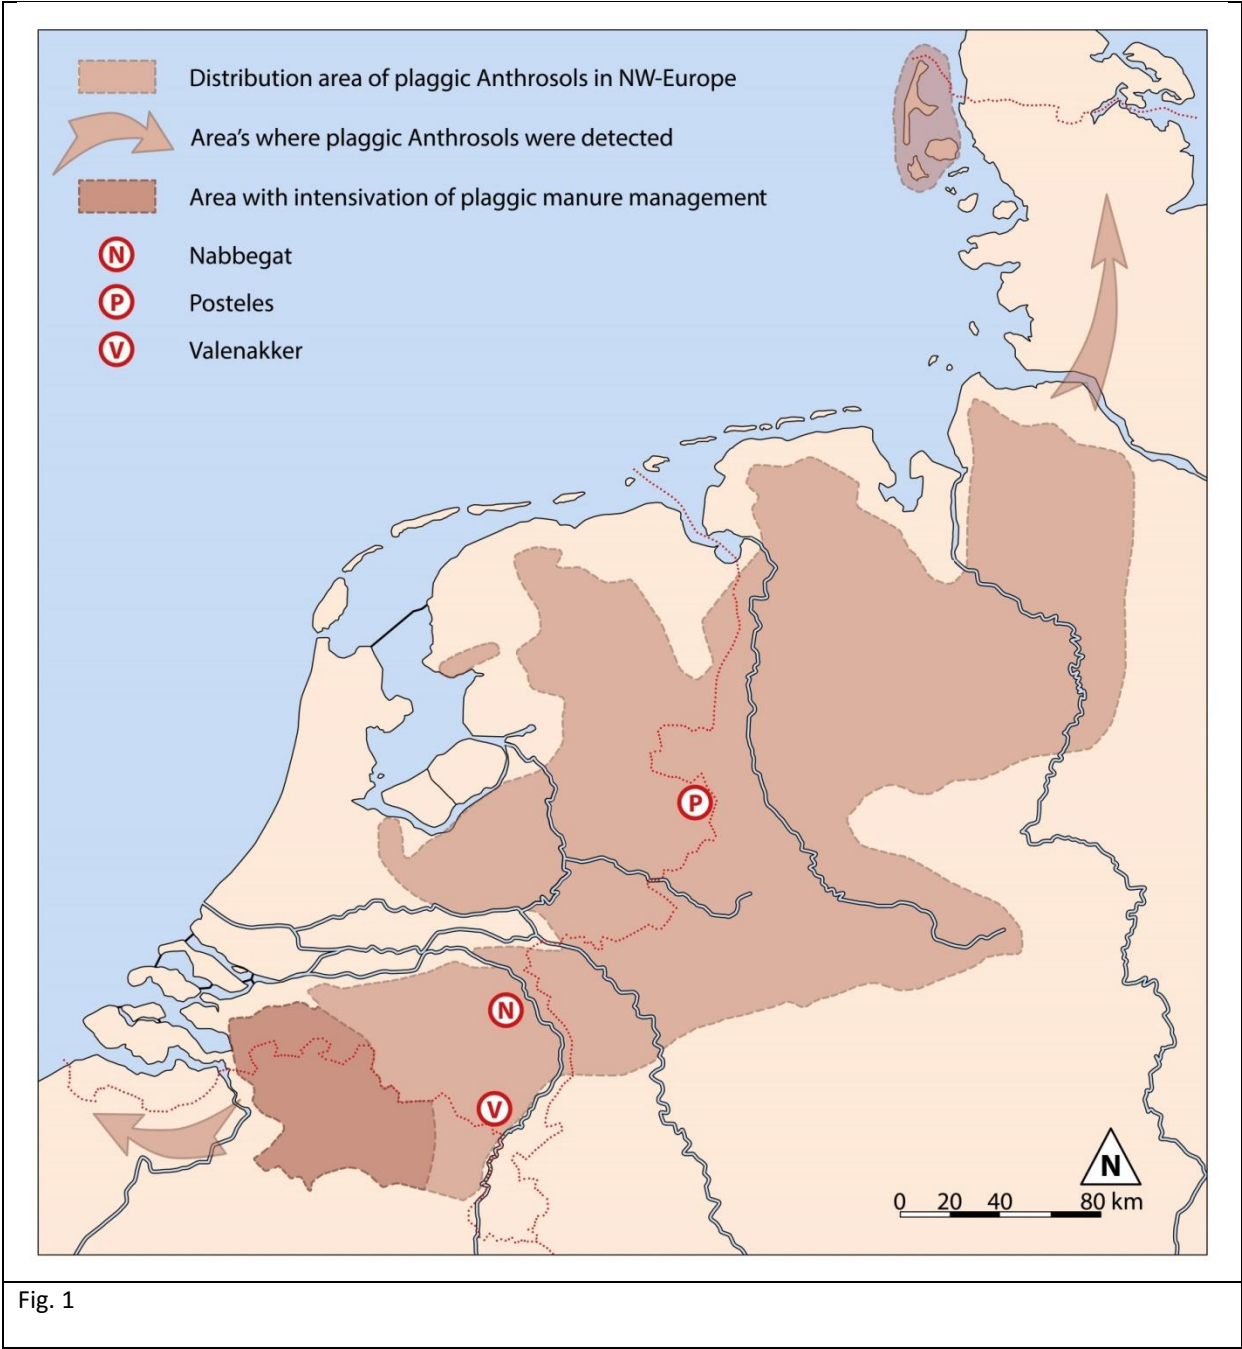 Distribution area of plaggic Anthrosols in NW-Europe
Area's where plaggic Anthrosols were detected
Area with intensivation of plaggic manure management
N Nabbegat
P Posteles
V Valenakker
P
N
V
N
0 20 40 80 km
Fig. 1